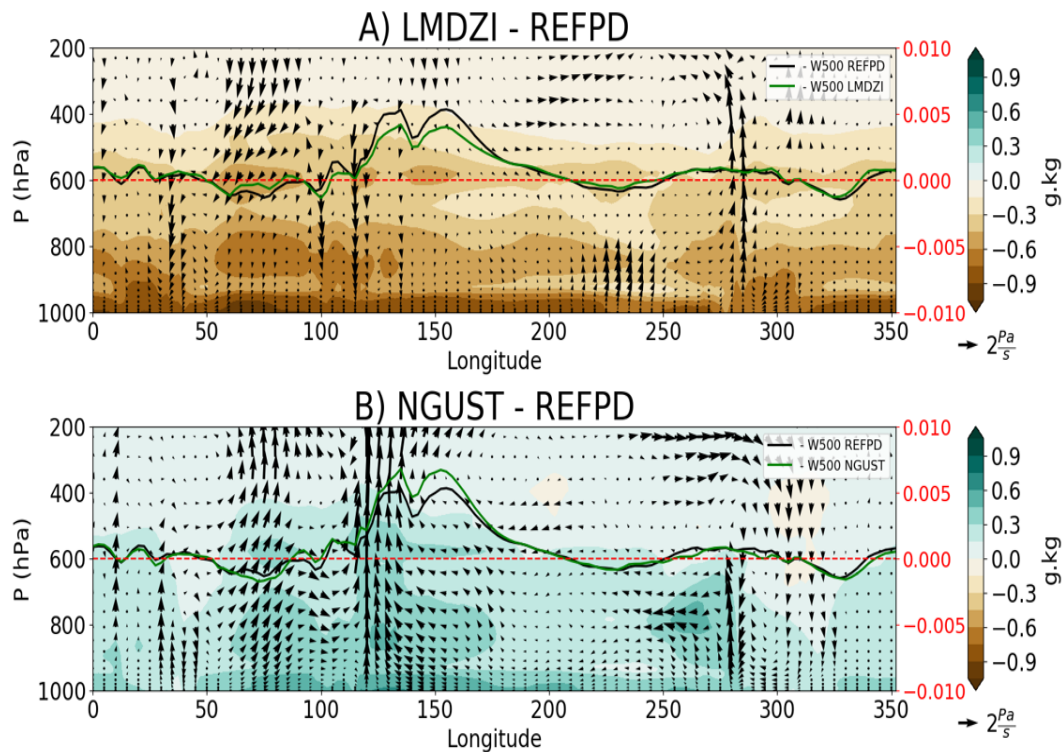 A) LMDZI - REFPD
200
400
600
800
1000
P (hPa)
- W500 REFPD
- W500 LMDZI
0.010
0.005
0.000
−0.005
−0.010
0.9
0.6
0.3
0.0
−0.3
−0.6
−0.9
g.kg
0 50 100 150 200 250 300 350
Longitude
2 Pa/s
B) NGUST - REFPD
200
400
600
800
1000
P (hPa)
- W500 REFPD
- W500 NGUST
0.010
0.005
0.000
−0.005
−0.010
0.9
0.6
0.3
0.0
−0.3
−0.6
−0.9
g.kg
0 50 100 150 200 250 300 350
Longitude
2 Pa/s